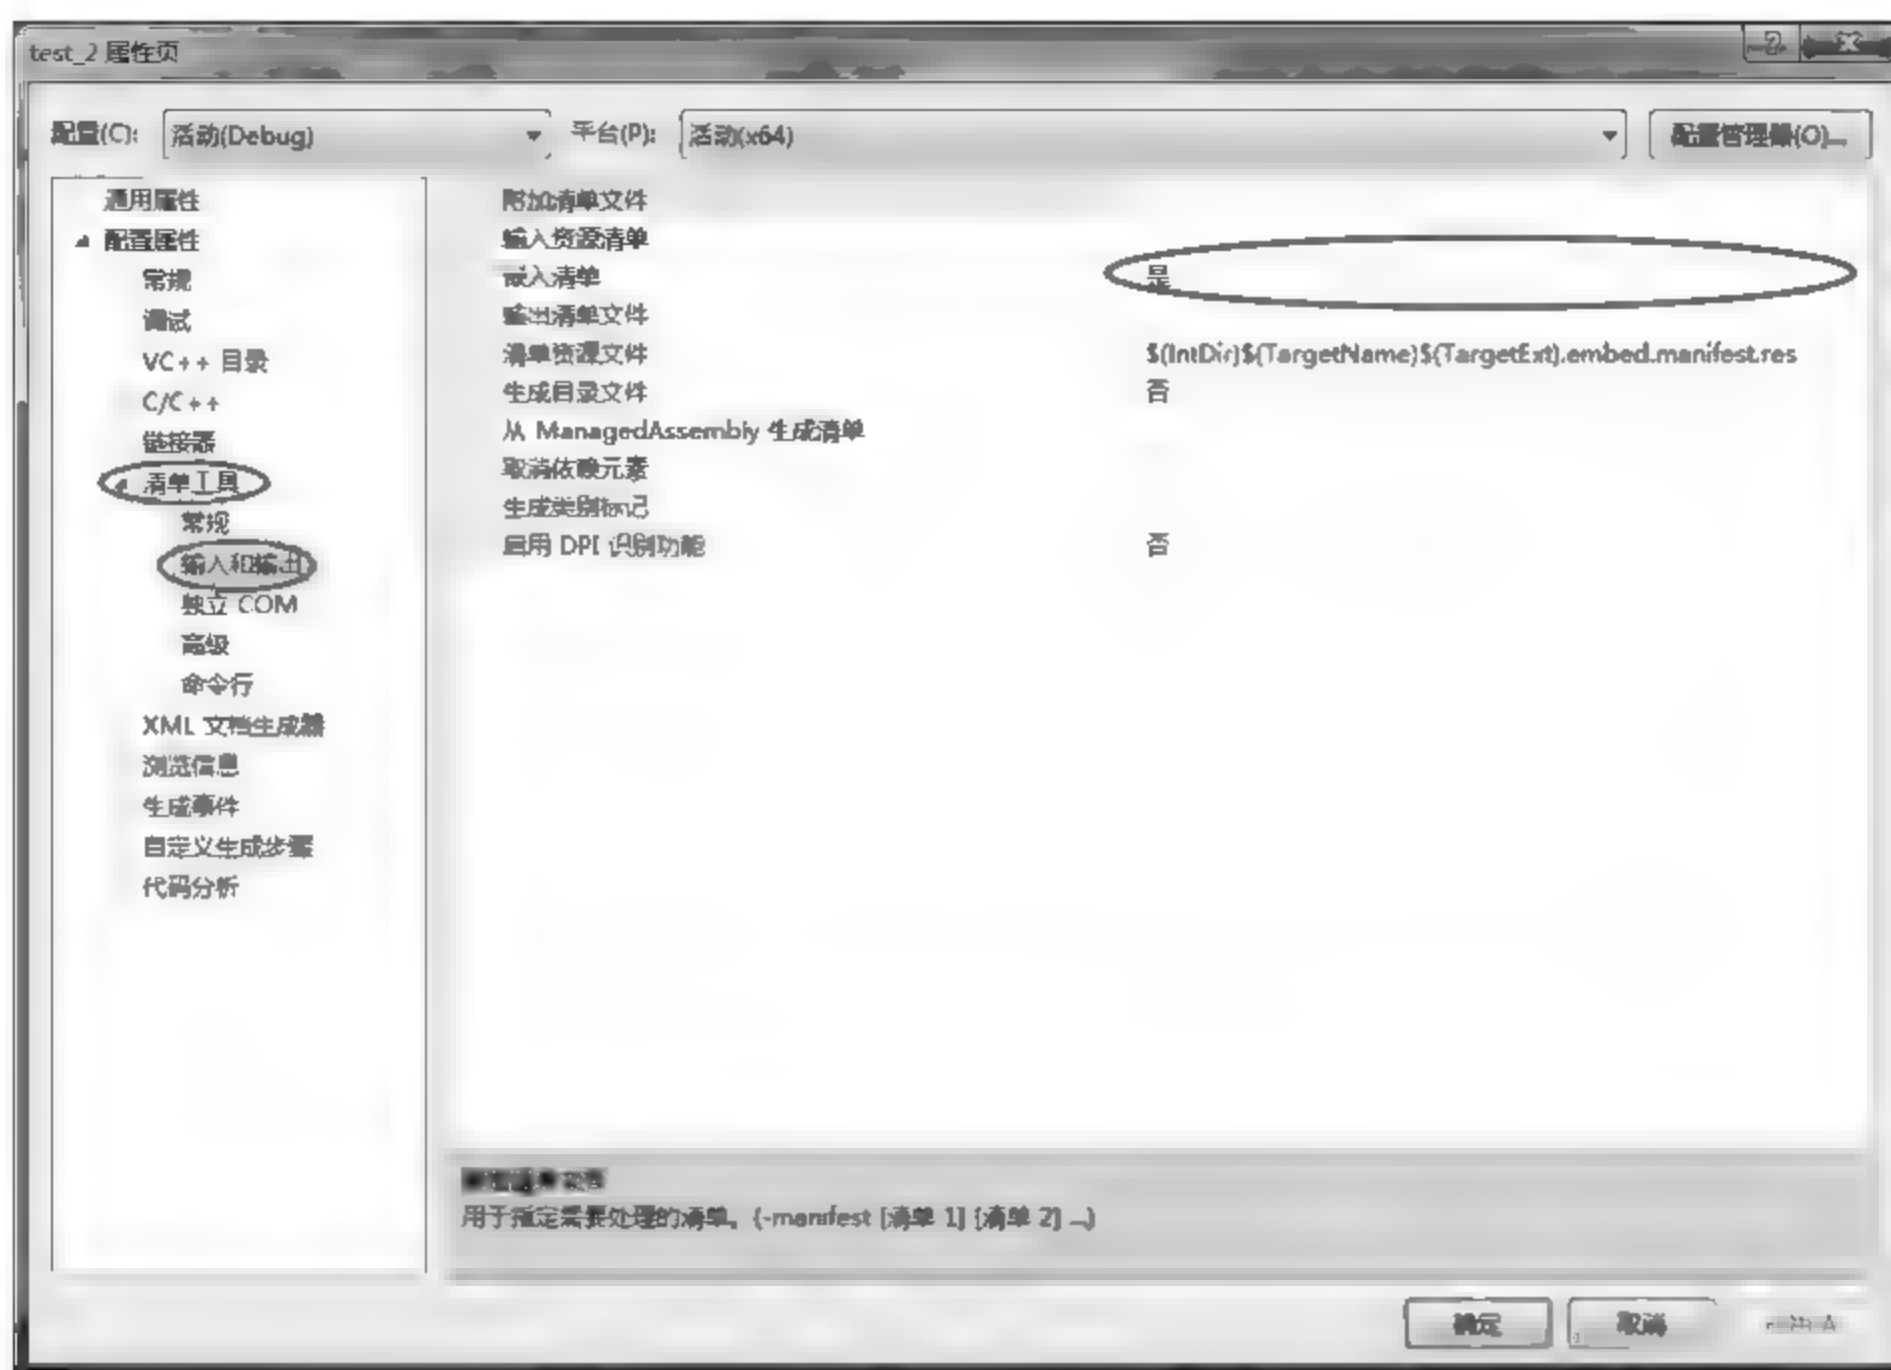 test_2 属性页
配置(C): 活动(Debug) 平台(P): 活动(x64) 配置管理器(O)...
通用属性
配置属性
常规
调试
VC++ 目录
C/C++
链接器
清单工具
常规
输入和输出
独立 COM
高级
命令行
XML 文档生成器
浏览信息
生成事件
自定义生成步骤
代码分析
附加清单文件
输入资源清单
嵌入清单 是
输出清单文件
清单资源文件 $(IntDir)$(TargetName)$(TargetExt).embed.manifest.res
生成目录文件 否
从 ManagedAssembly 生成清单
取消依赖元素
生成类别标记
启用 DPI 识别功能 否
附加清单文件
用于指定需要处理的清单。(-manifest [清单 1] [清单 2] ...)
确定 取消